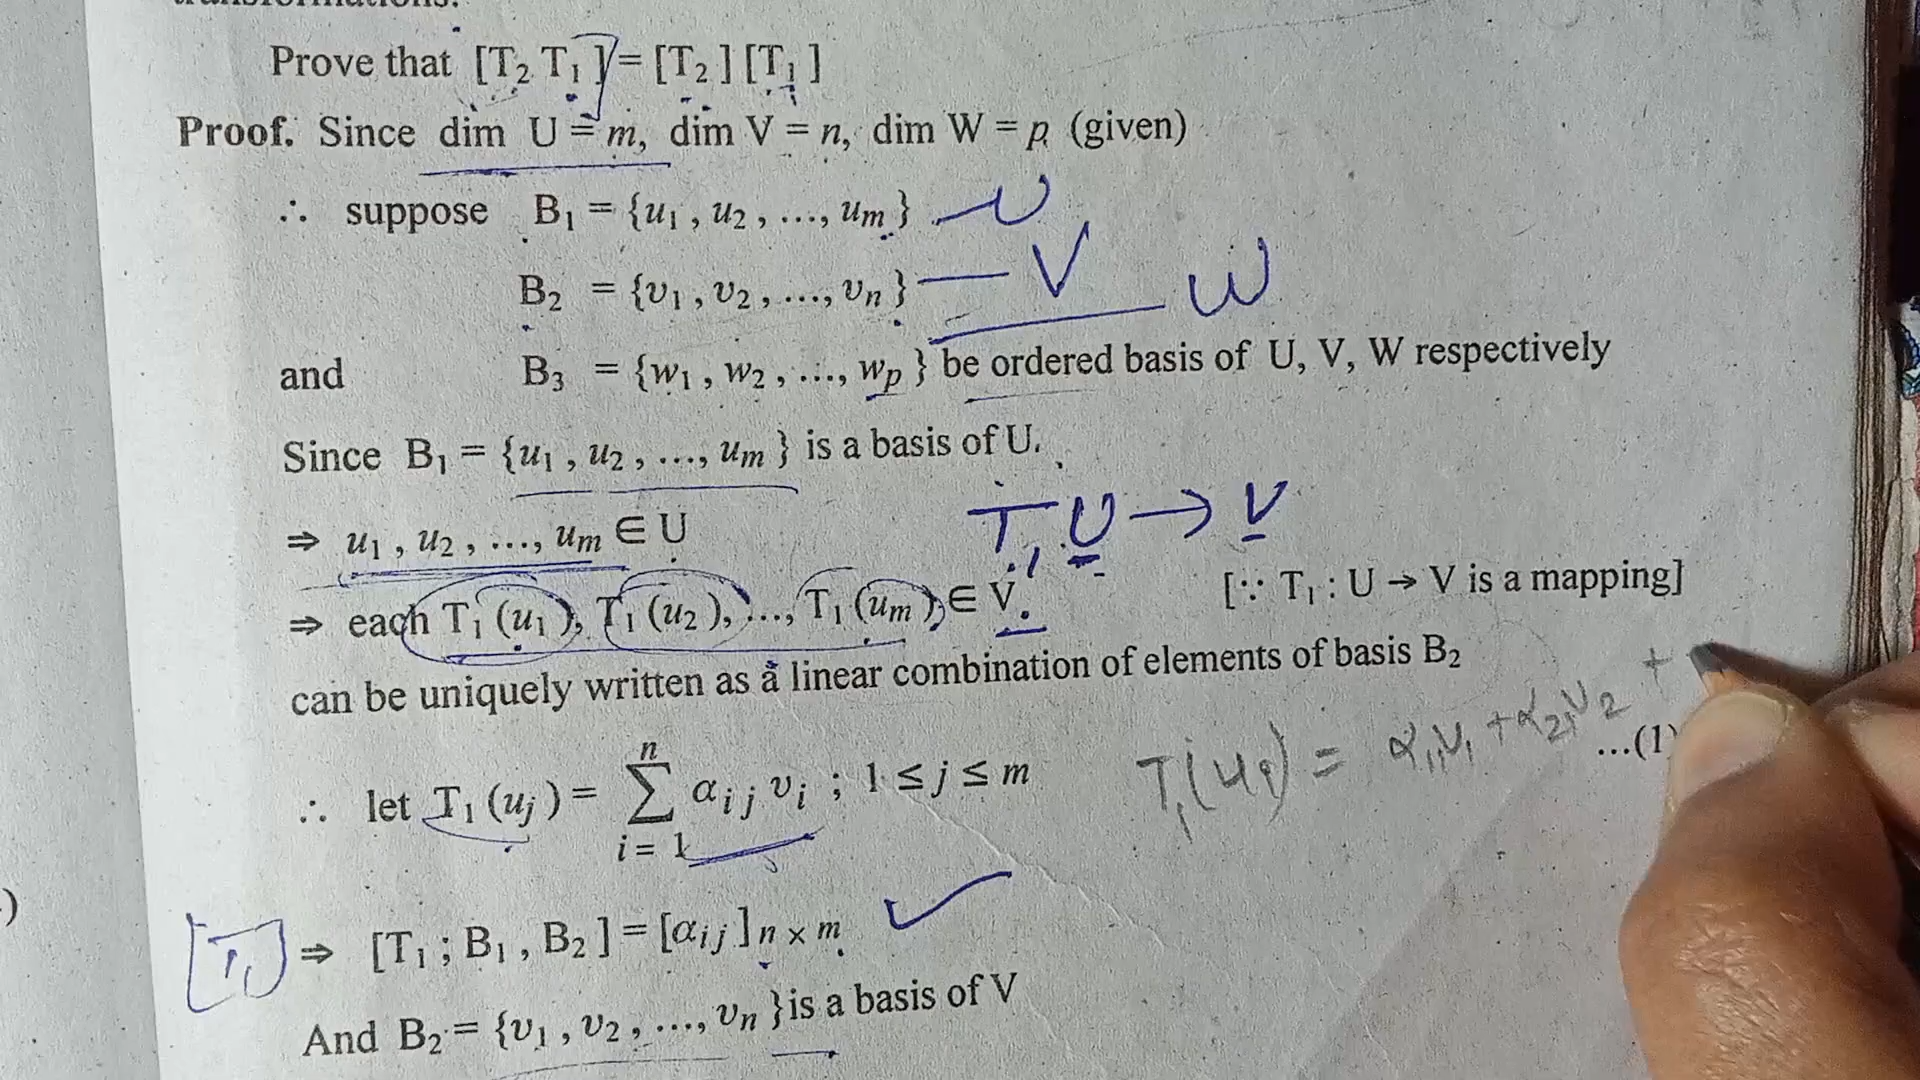 Prove that [T₂ T₁] = [T₂] [T₁]
Proof. Since dim U = m, dim V = n, dim W = p (given)
∴ suppose B₁ = {u₁, u₂, ..., uₘ} — U
B₂ = {v₁, v₂, ..., vₙ} — V
W
and B₃ = {w₁, w₂, ..., wₚ} be ordered basis of U, V, W respectively
Since B₁ = {u₁, u₂, ..., uₘ} is a basis of U.
T₁ U → V
⇒ u₁, u₂, ..., uₘ ∈ U
⇒ each T₁(u₁), T₁(u₂), ..., T₁(uₘ) ∈ V. [∵ T₁ : U → V is a mapping]
can be uniquely written as a linear combination of elements of basis B₂
T₁(u₁) = α₁₁v₁ + α₂₁v₂ +
∴ let T₁(uⱼ) = ∑ⁿᵢ₌₁ αᵢⱼ vᵢ ; 1 ≤ j ≤ m ...(1)
[T₁] ⇒ [T₁ ; B₁, B₂] = [αᵢⱼ]ₙ × ₘ
And B₂ = {v₁, v₂, ..., vₙ} is a basis of V